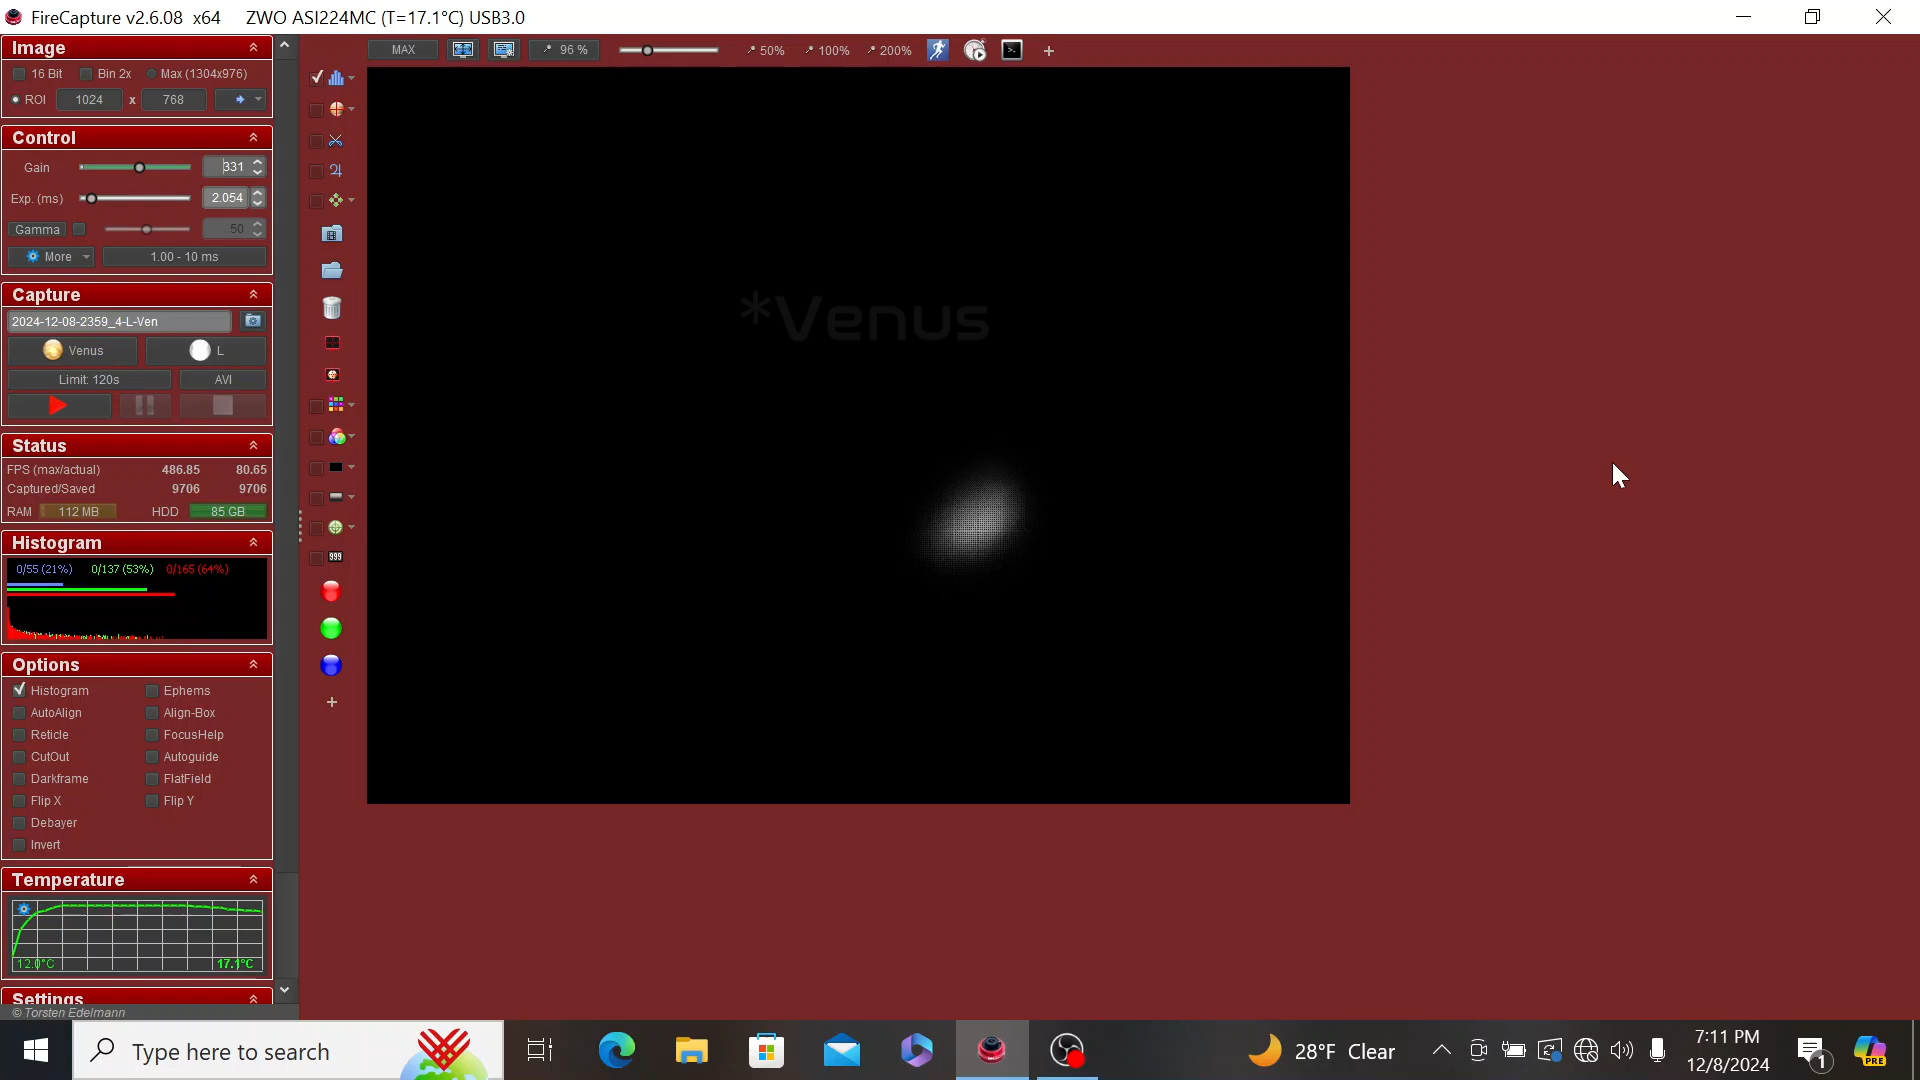 FireCapture v2.6.08 x64 ZWO ASI224MC (T=17.1°C) USB3.0
Image
16 Bit Bin 2x Max (1304x976)
ROI 1024 x 768
Control
Gain 331
Exp. (ms) 2.054
Gamma 50
More 1.00 - 10 ms
Capture
2024-12-08-2359_4-L-Ven
Venus L
Limit: 120s AVI
Status
FPS (max/actual) 486.85 80.65
Captured/Saved 9706 9706
RAM 112 MB HDD 85 GB
Histogram
0/55 (21%) 0/137 (53%) 0/165 (64%)
Options
Histogram Ephems
AutoAlign Align-Box
Reticle FocusHelp
CutOut Autoguide
Darkframe FlatField
Flip X Flip Y
Debayer
Invert
Temperature
12.0°C 17.1°C
Settings
© Torsten Edelmann
MAX 96 % 50% 100% 200%
999
*Venus
Type here to search
28°F Clear
7:11 PM
12/8/2024
1
PRE